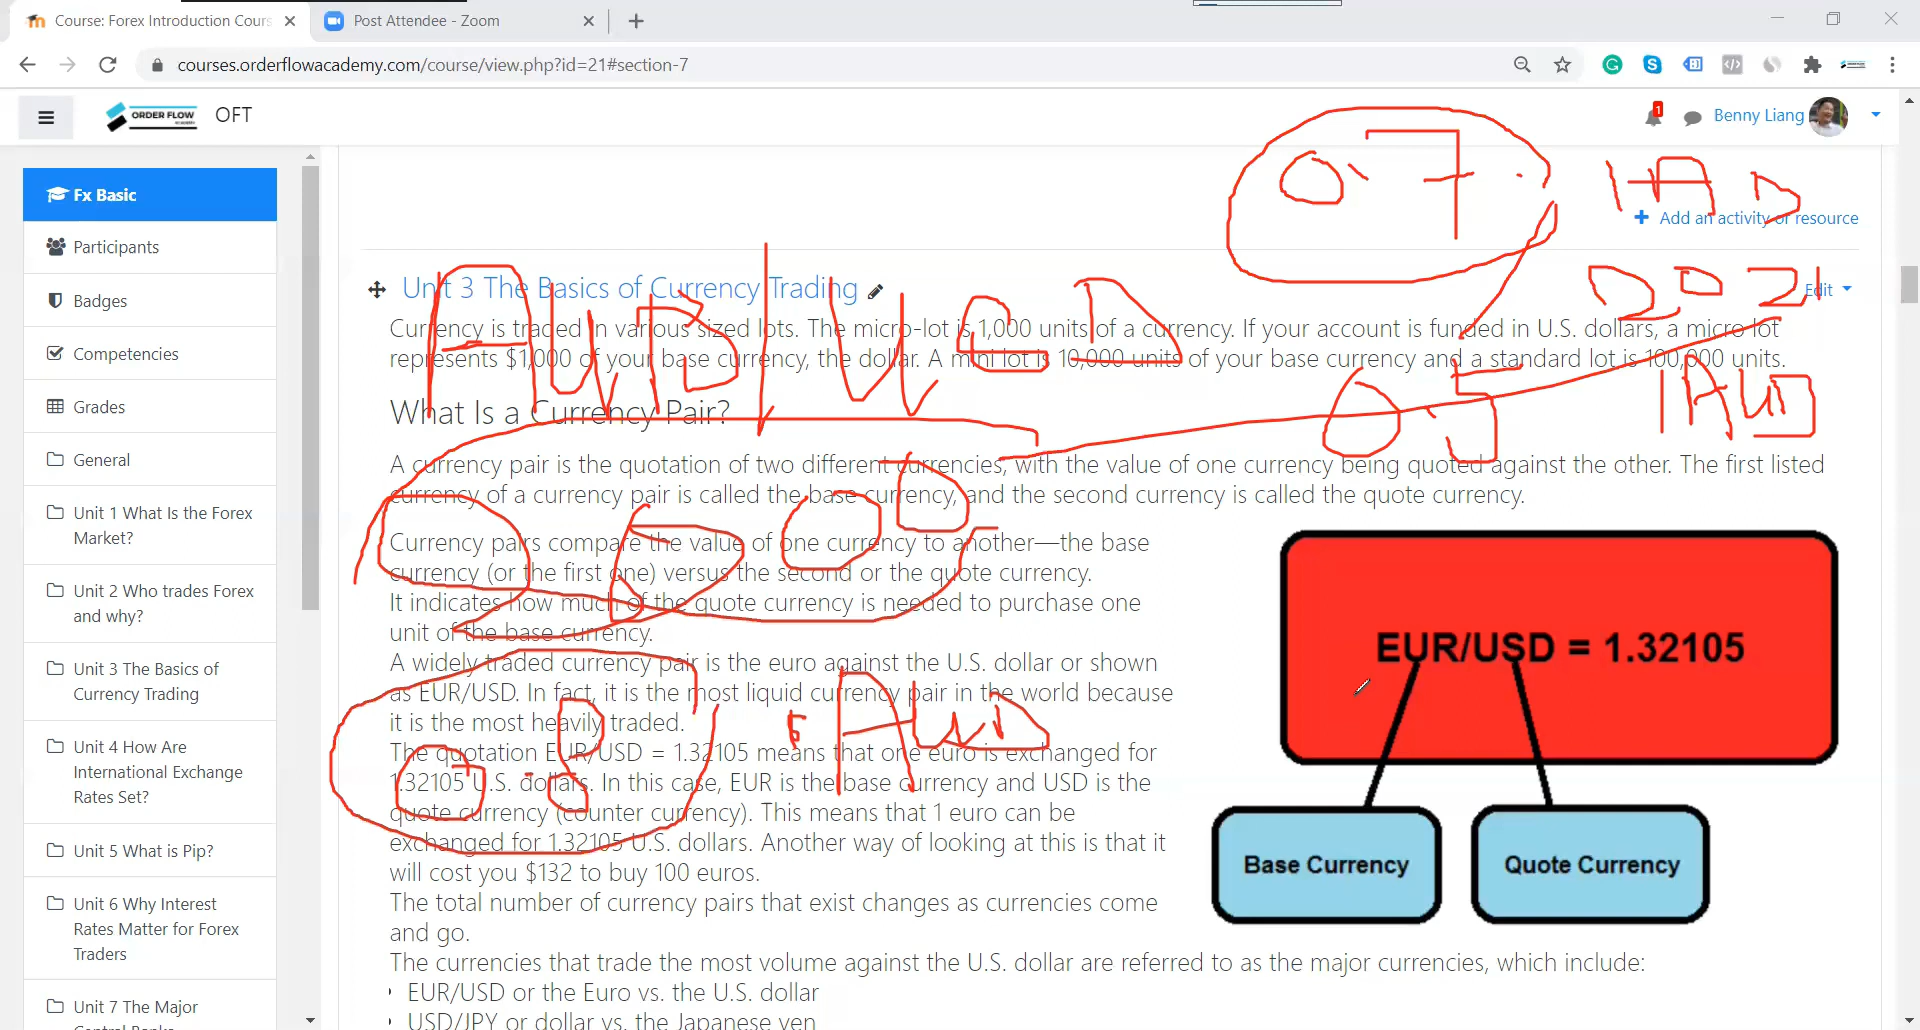 Course: Forex Introduction Cours
Post Attendee - Zoom
courses.orderflowacademy.com/course/view.php?id=21#section-7
ORDER FLOW
ACADEMY
OFT
1
Benny Liang
Fx Basic
Participants
Badges
Competencies
Grades
General
Unit 1 What Is the Forex
Market?
Unit 2 Who trades Forex
and why?
Unit 3 The Basics of
Currency Trading
Unit 4 How Are
International Exchange
Rates Set?
Unit 5 What is Pip?
Unit 6 Why Interest
Rates Matter for Forex
Traders
Unit 7 The Major
0.7
Add an activity or resource
Unit 3 The Basics of Currency Trading
Edit
Currency is traded in various sized lots. The micro-lot is 1,000 units of a currency. If your account is funded in U.S. dollars, a micro lot
represents $1,000 of your base currency, the dollar. A mini lot is 10,000 units of your base currency and a standard lot is 100,000 units.
AUD/USD
0.5
1 AUD
What Is a Currency Pair?
A currency pair is the quotation of two different currencies, with the value of one currency being quoted against the other. The first listed
currency of a currency pair is called the base currency, and the second currency is called the quote currency.
Currency pairs compare the value of one currency to another—the base
currency (or the first one) versus the second or the quote currency.
It indicates how much of the quote currency is needed to purchase one
unit of the base currency.
A widely traded currency pair is the euro against the U.S. dollar or shown
as EUR/USD. In fact, it is the most liquid currency pair in the world because
it is the most heavily traded.
AUD
The quotation EUR/USD = 1.32105 means that one euro is exchanged for
1.32105 U.S. dollars. In this case, EUR is the base currency and USD is the
quote currency (counter currency). This means that 1 euro can be
exchanged for 1.32105 U.S. dollars. Another way of looking at this is that it
will cost you $132 to buy 100 euros.
The total number of currency pairs that exist changes as currencies come
and go.
EUR/USD = 1.32105
Base Currency
Quote Currency
The currencies that trade the most volume against the U.S. dollar are referred to as the major currencies, which include:
EUR/USD or the Euro vs. the U.S. dollar
USD/JPY or dollar vs. the Japanese yen